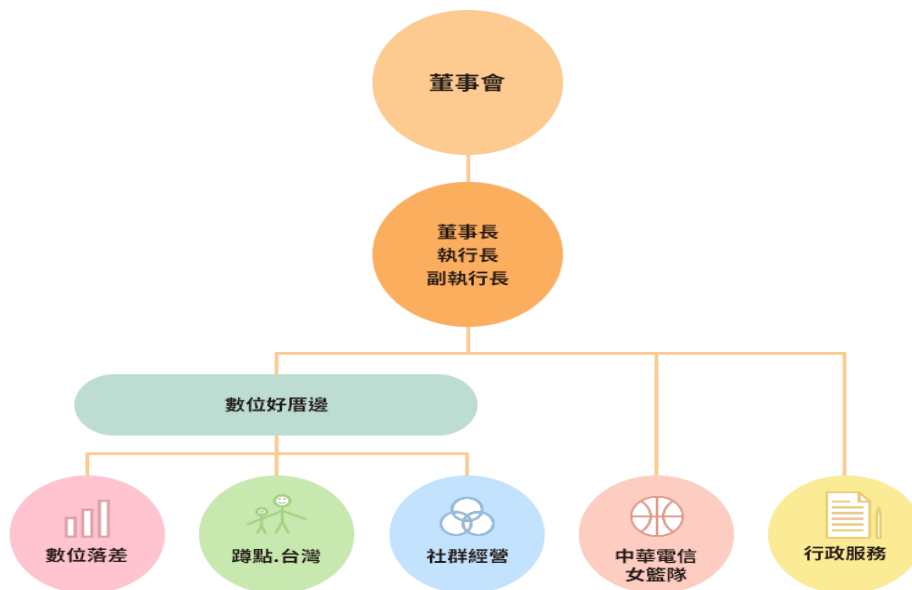 董事會
董事長
執行長
副執行長
數位好厝邊
數位落差
蹲點.台灣
社群經營
中華電信
女籃隊
行政服務